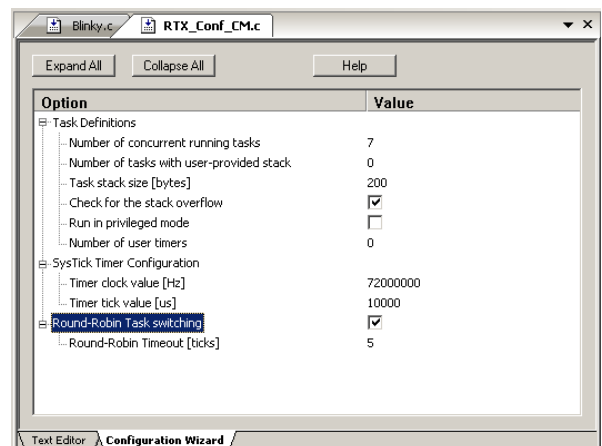 Blinky.c RTX_Conf_CM.c
Expand All Collapse All Help
Option Value
Task Definitions
Number of concurrent running tasks 7
Number of tasks with user-provided stack 0
Task stack size [bytes] 200
Check for the stack overflow
Run in privileged mode
Number of user timers 0
SysTick Timer Configuration
Timer clock value [Hz] 72000000
Timer tick value [us] 10000
Round-Robin Task switching
Round-Robin Timeout [ticks] 5
Text Editor Configuration Wizard